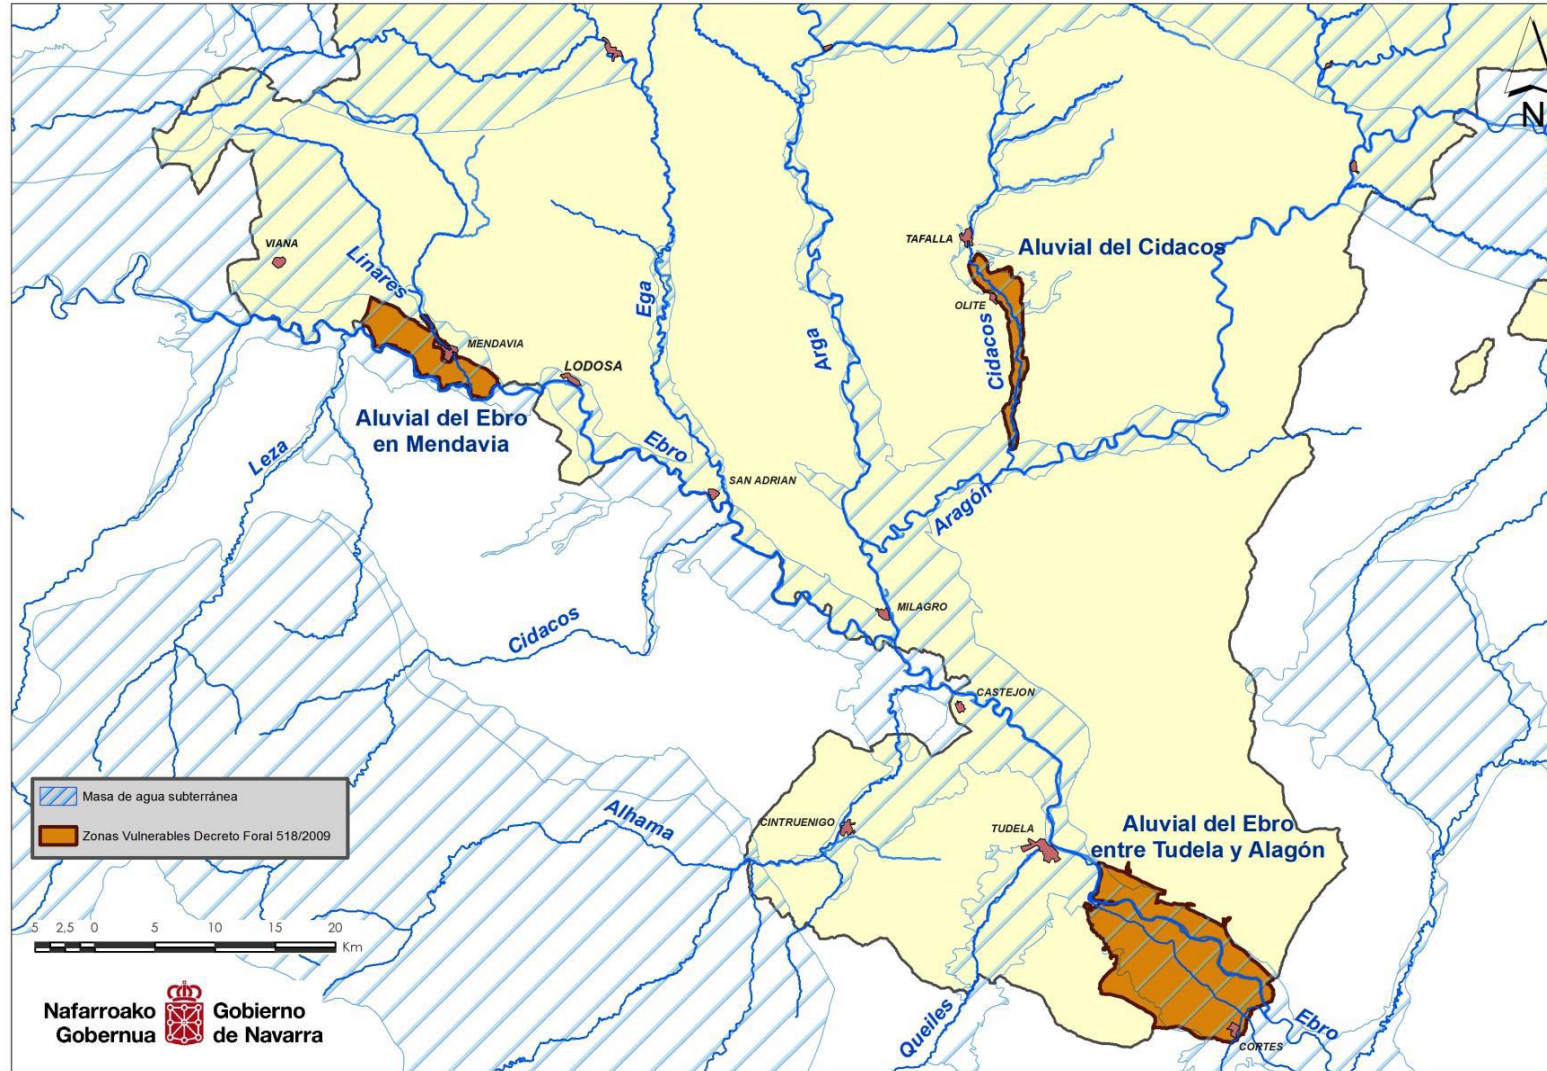 N
VIANA
Linares
MENDAVIA
LODOSA
Ega
Arga
TAFALLA
Aluvial del Cidacos
OLITE
Cidacos
Aluvial del Ebro
en Mendavia
Leza
Ebro
SAN ADRIAN
Aragón
Cidacos
MILAGRO
CASTEJON
Alhama
CINTRUENIGO
TUDELA
Aluvial del Ebro
entre Tudela y Alagón
Queiles
Ebro
CORTES
Masa de agua subterránea
Zonas Vulnerables Decreto Foral 518/2009
5 2,5 0 5 10 15 20
Km
Nafarroako Gobierno
Gobernua de Navarra